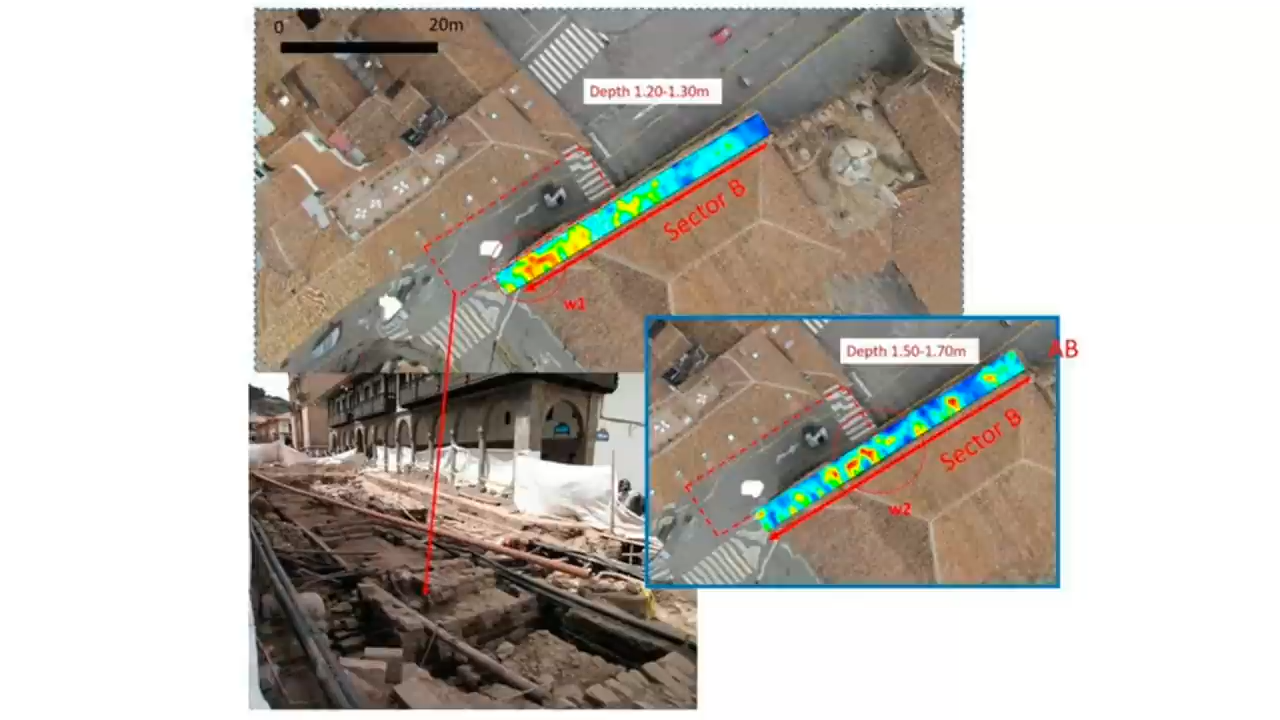 0 20m
Depth 1.20-1.30m
Sector B
w1
Depth 1.50-1.70m
AB
Sector B
w2